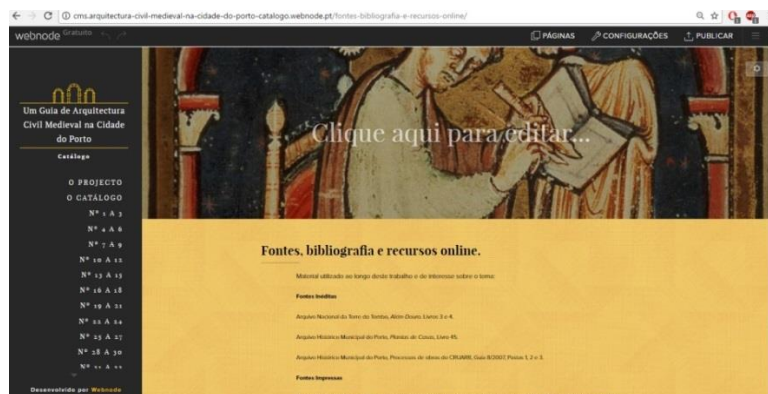 cms.arquitectura-civil-medieval-na-cidade-do-porto-catalogo.webnode.pt/fontes-bibliografia-e-recursos-online/
webnode Gratuito
PÁGINAS
CONFIGURAÇÕES
PUBLICAR
Um Guia de Arquitectura
Civil Medieval na Cidade
do Porto
Catálogo
O PROJECTO
O CATÁLOGO
Nº 1 A 3
Nº 4 A 6
Nº 7 A 9
Nº 10 A 12
Nº 13 A 15
Nº 16 A 18
Nº 19 A 21
Nº 22 A 24
Nº 25 A 27
Nº 28 A 30
Desenvolvido por Webnode
Clique aqui para editar...
Fontes, bibliografia e recursos online.
Material utilizado ao longo deste trabalho e de interesse sobre o tema:
Fontes Inéditas
Arquivo Nacional da Torre do Tombo, Além Douro, Livros 3 e 4.
Arquivo Histórico Municipal do Porto, Plantas de Casas, Livro 45.
Arquivo Histórico Municipal do Porto, Processos de obras do CRUARB, Guia 8/2007, Pastas 1, 2 e 3.
Fontes Impressas